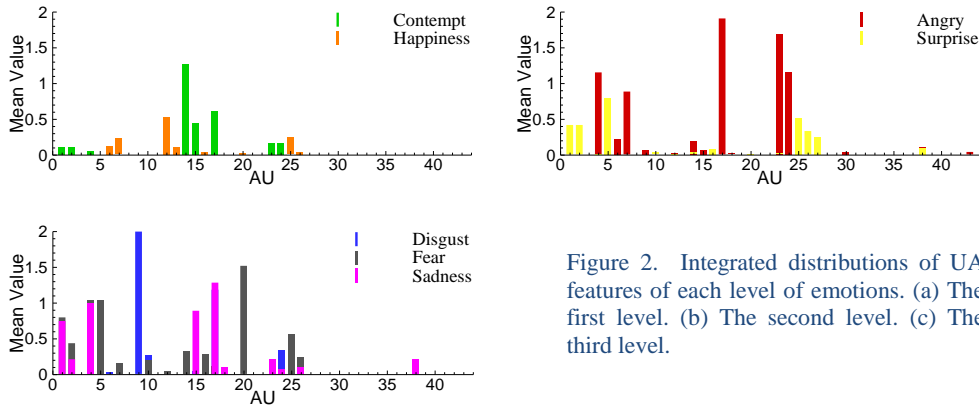 2
1.5
1
0.5
0
Mean Value
0 5 10 15 20 25 30 35 40
AU
Contempt
Happiness
2
1.5
1
0.5
0
Mean Value
0 5 10 15 20 25 30 35 40
AU
Angry
Surprise
2
1.5
1
0.5
0
Mean Value
0 5 10 15 20 25 30 35 40
AU
Disgust
Fear
Sadness
Figure 2. Integrated distributions of UA
features of each level of emotions. (a) The
first level. (b) The second level. (c) The
third level.